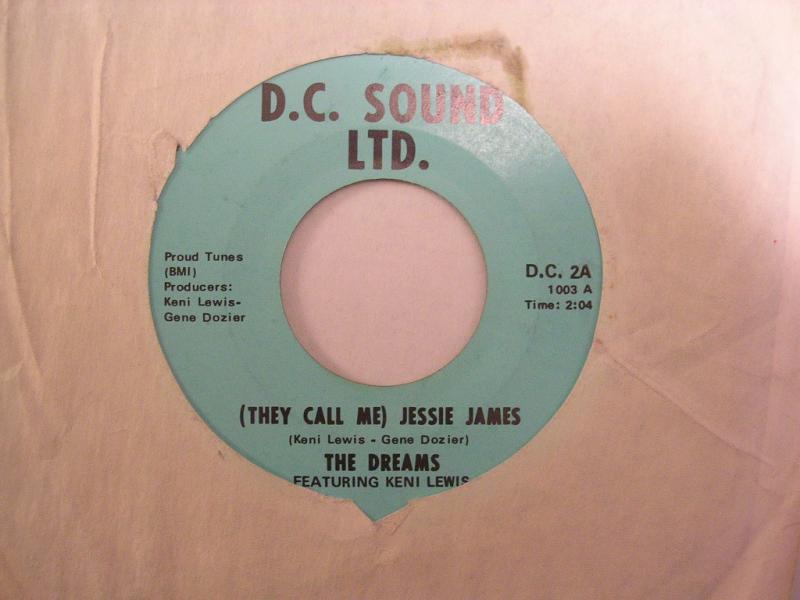 D.C. SOUND
LTD.
Proud Tunes
(BMI)
Producers:
Keni Lewis-
Gene Dozier
D.C. 2A
1003 A
Time: 2:04
(THEY CALL ME) JESSIE JAMES
(Keni Lewis - Gene Dozier)
THE DREAMS
FEATURING KENI LEWIS